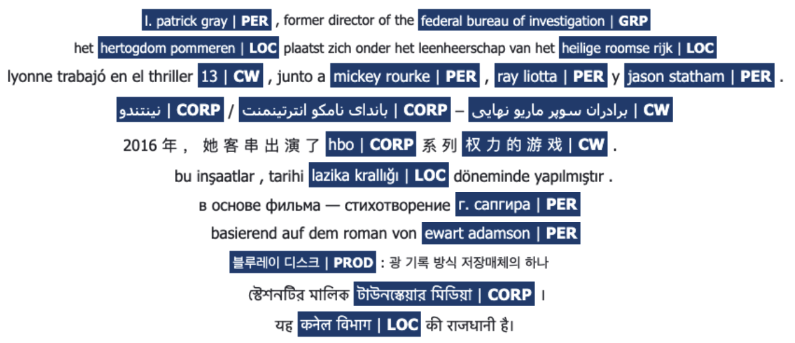 l. patrick gray | PER , former director of the federal bureau of investigation | GRP
het hertogdom pommeren | LOC plaatst zich onder het leenheerschap van het heilige roomse rijk | LOC
lyonne trabajó en el thriller 13 | CW , junto a mickey rourke | PER , ray liotta | PER y jason statham | PER .
نینتندو | CORP / باندای نامکو انترتینمنت | CORP – برادران سوپر ماریو نهایی | CW
2016 年 ， 她 客 串 出 演 了 hbo | CORP 系 列 权 力 的 游 戏 | CW .
bu inşaatlar , tarihi lazika krallığı | LOC döneminde yapılmıştır .
в основе фильма — стихотворение г. сапгира | PER
basierend auf dem roman von ewart adamson | PER
블루레이 디스크 | PROD : 광 기록 방식 저장매체의 하나
স্টেশনটির মালিক টাউনস্কেয়ার মিডিয়া | CORP ।
यह कनेल विभाग | LOC की राजधानी है।